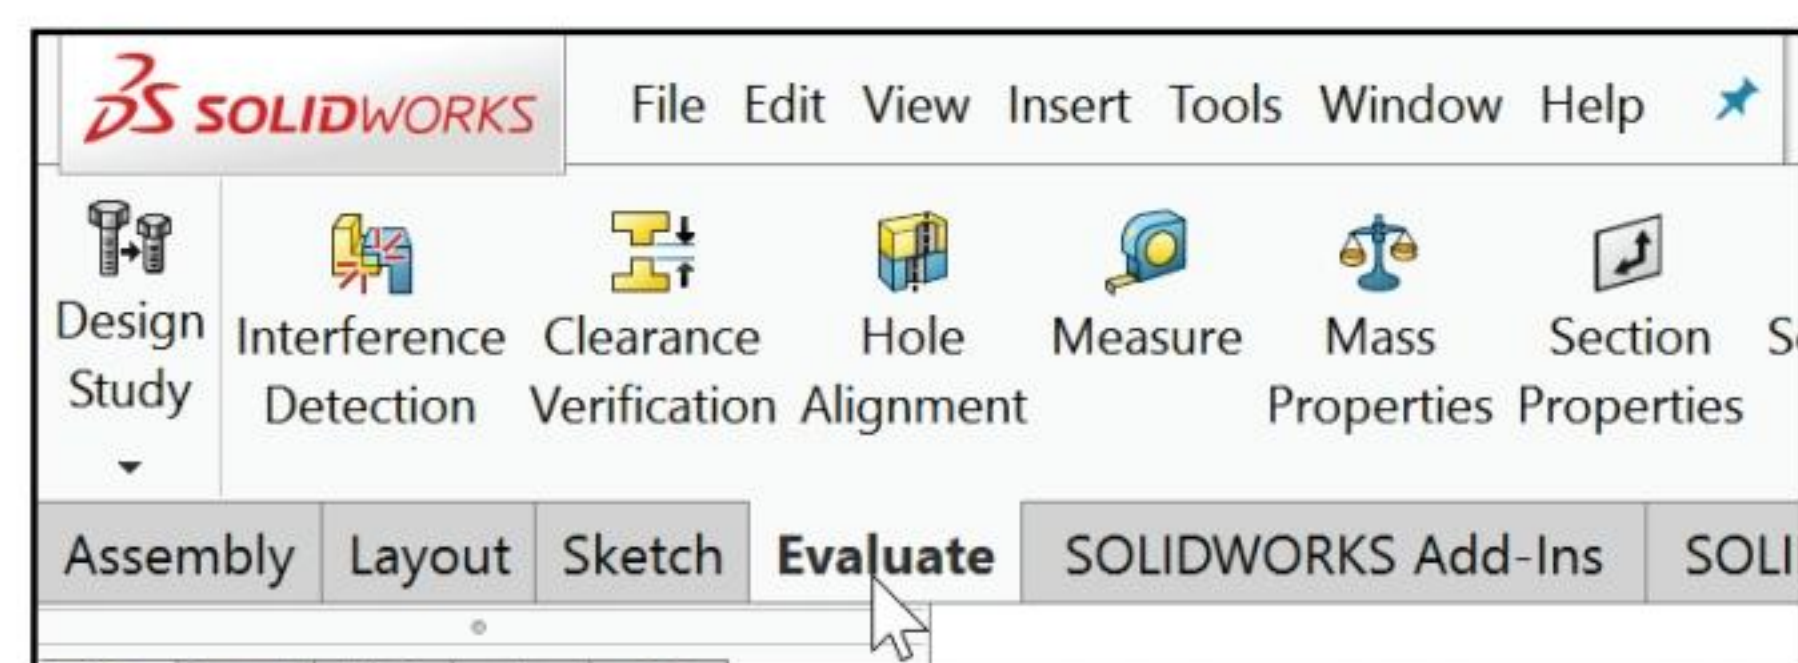 3S SOLIDWORKS File Edit View Insert Tools Window Help
Design Study
Interference Detection
Clearance Verification
Hole Alignment
Measure
Mass Properties
Section Properties
Assembly Layout Sketch Evaluate SOLIDWORKS Add-Ins